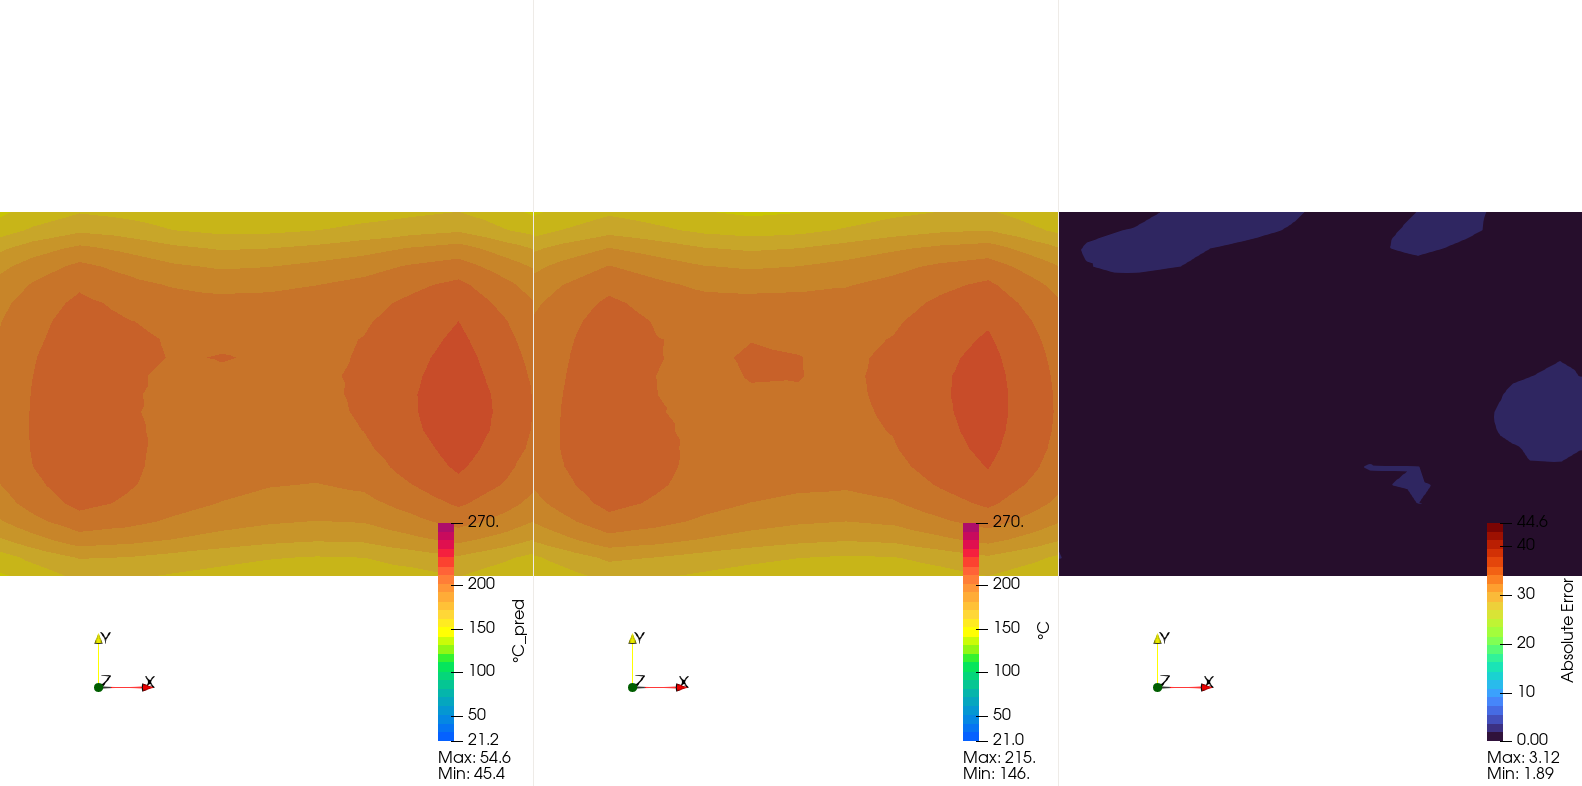 270.
200
150
100
50
21.2
°C_pred
Max: 54.6
Min: 45.4
Y
Z
X
270.
200
150
100
50
21.0
°C
Max: 215.
Min: 146.
Y
Z
X
44.6
40
30
20
10
0.00
Absolute Error
Max: 3.12
Min: 1.89
Y
Z
X